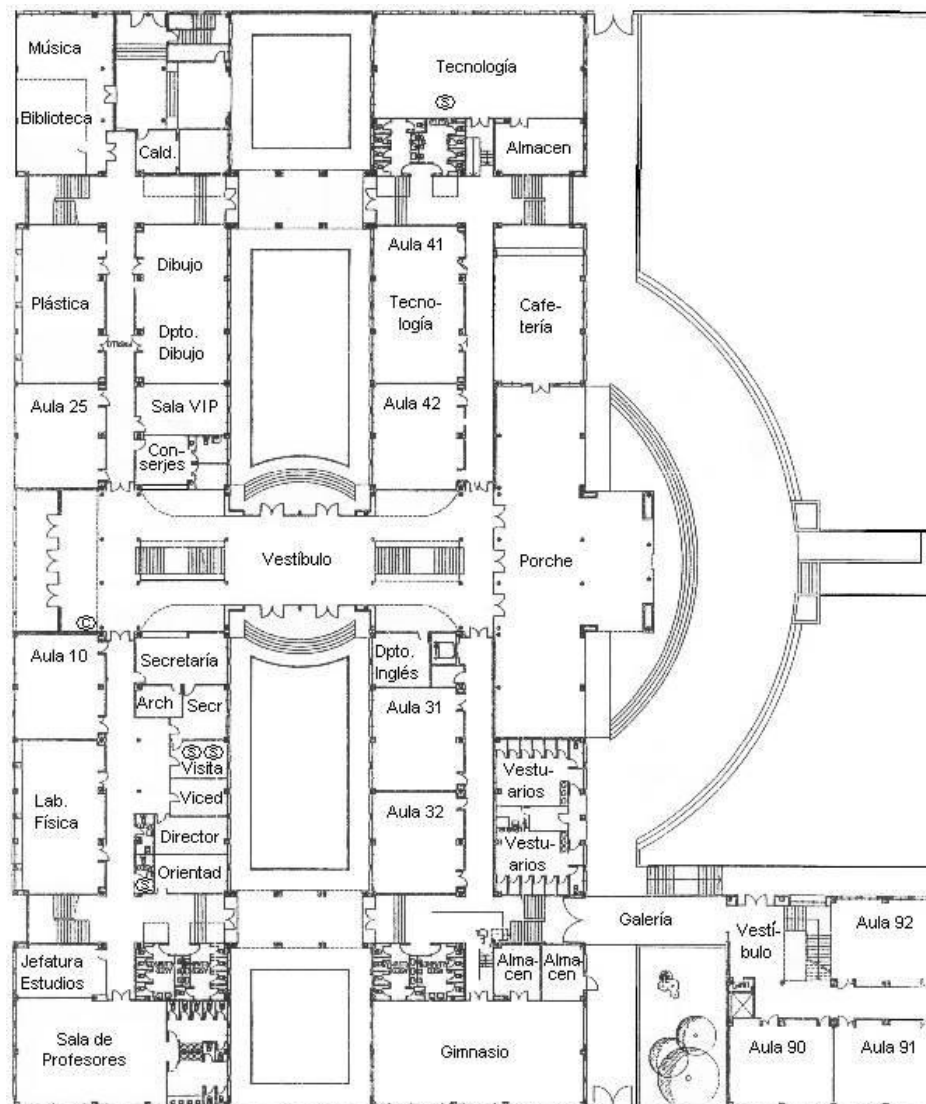 Música
Tecnología
Ⓢ
Biblioteca
Cald.
Almacen
Aula 41
Dibujo
Plástica
Tecno-
logía
Cafe-
tería
Dpto.
Dibujo
Aula 25
Sala VIP
Aula 42
Con-
serjes
Vestíbulo
Porche
Ⓒ
Aula 10
Secretaría
Dpto.
Inglés
Arch
Secr
Aula 31
Ⓢ Ⓢ
Visita
Vestu-
arios
Viced
Lab.
Física
Aula 32
Director
Vestu-
arios
Orientad
Ⓢ
Galería
Aula 92
Vestí-
bulo
Jefatura
Estudios
Alma-
cen
Alma-
cen
Sala de
Profesores
Gimnasio
Aula 90
Aula 91